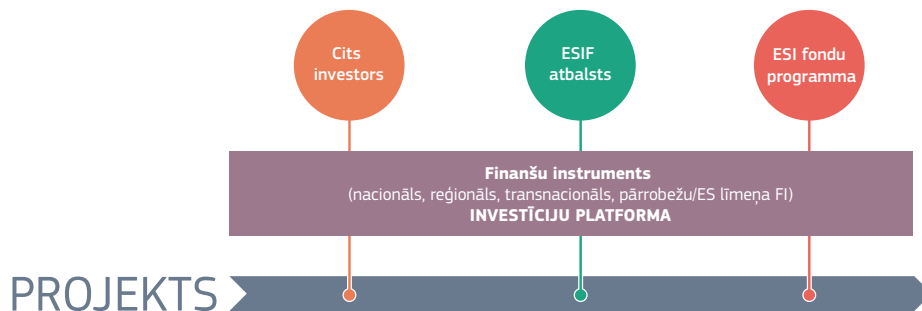 Cits
investors
ESIF
atbalsts
ESI fondu
programma
Finanšu instruments
(nacionāls, reģionāls, transnacionāls, pārrobežu/ES līmeņa FI)
INVESTĪCIJU PLATFORMA
PROJEKTS